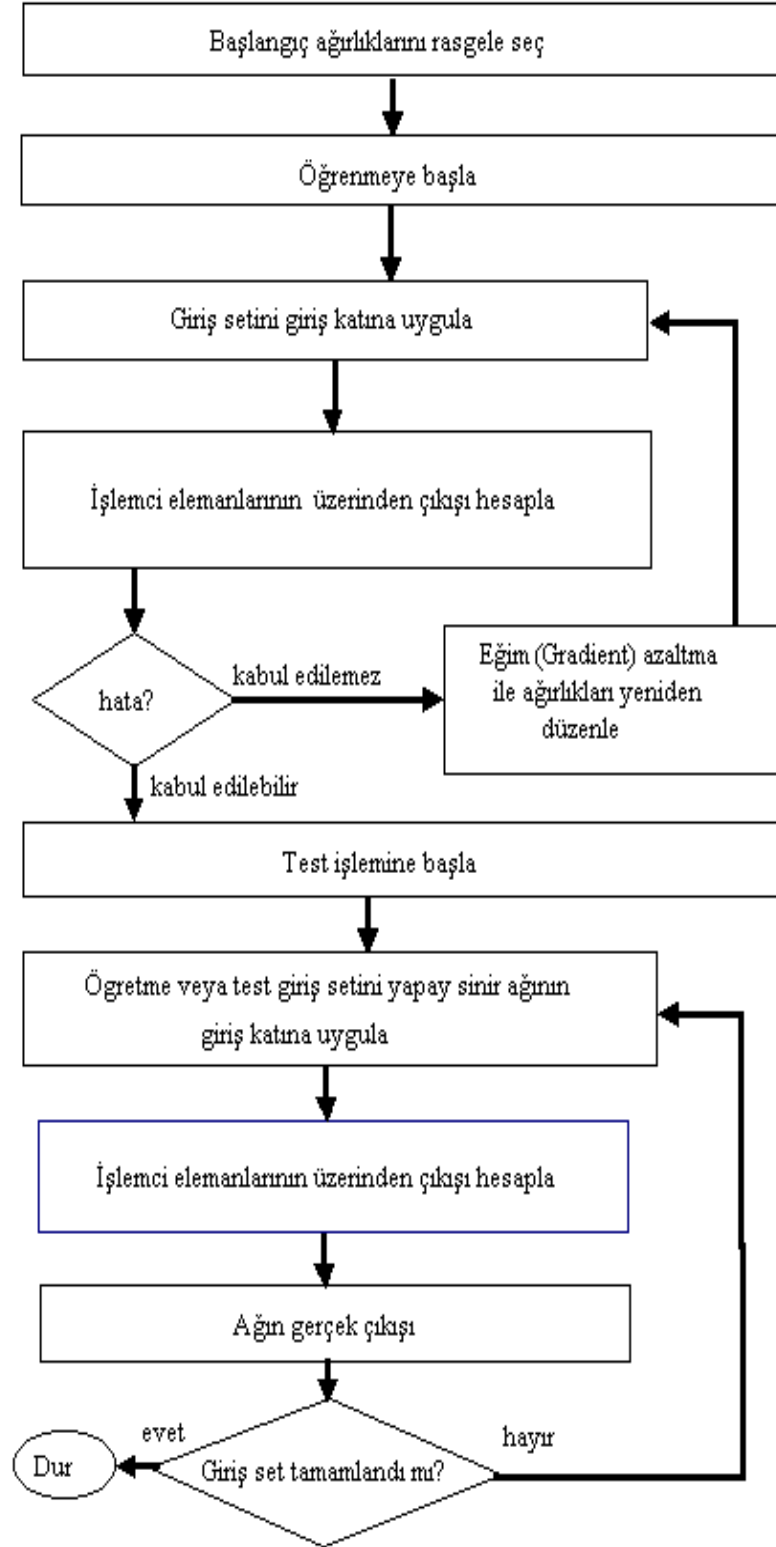 Başlangıç ağırlıklarını rasgele seç
Öğrenmeye başla
Giriş setini giriş katına uygula
İşlemci elemanlarının üzerinden çıkışı hesapla
hata?
kabul edilemez
Eğim (Gradient) azaltma
ile ağırlıkları yeniden
düzenle
kabul edilebilir
Test işlemine başla
Ögretme veya test giriş setini yapay sinir ağının
giriş katına uygula
İşlemci elemanlarının üzerinden çıkışı hesapla
Ağın gerçek çıkışı
evet
hayır
Dur
Giriş set tamamlandı mı?